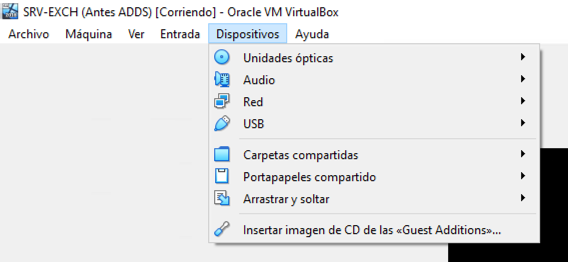 SRV-EXCH (Antes ADDS) [Corriendo] - Oracle VM VirtualBox
Archivo Máquina Ver Entrada Dispositivos Ayuda
Unidades ópticas
Audio
Red
USB
Carpetas compartidas
Portapapeles compartido
Arrastrar y soltar
Insertar imagen de CD de las «Guest Additions»...